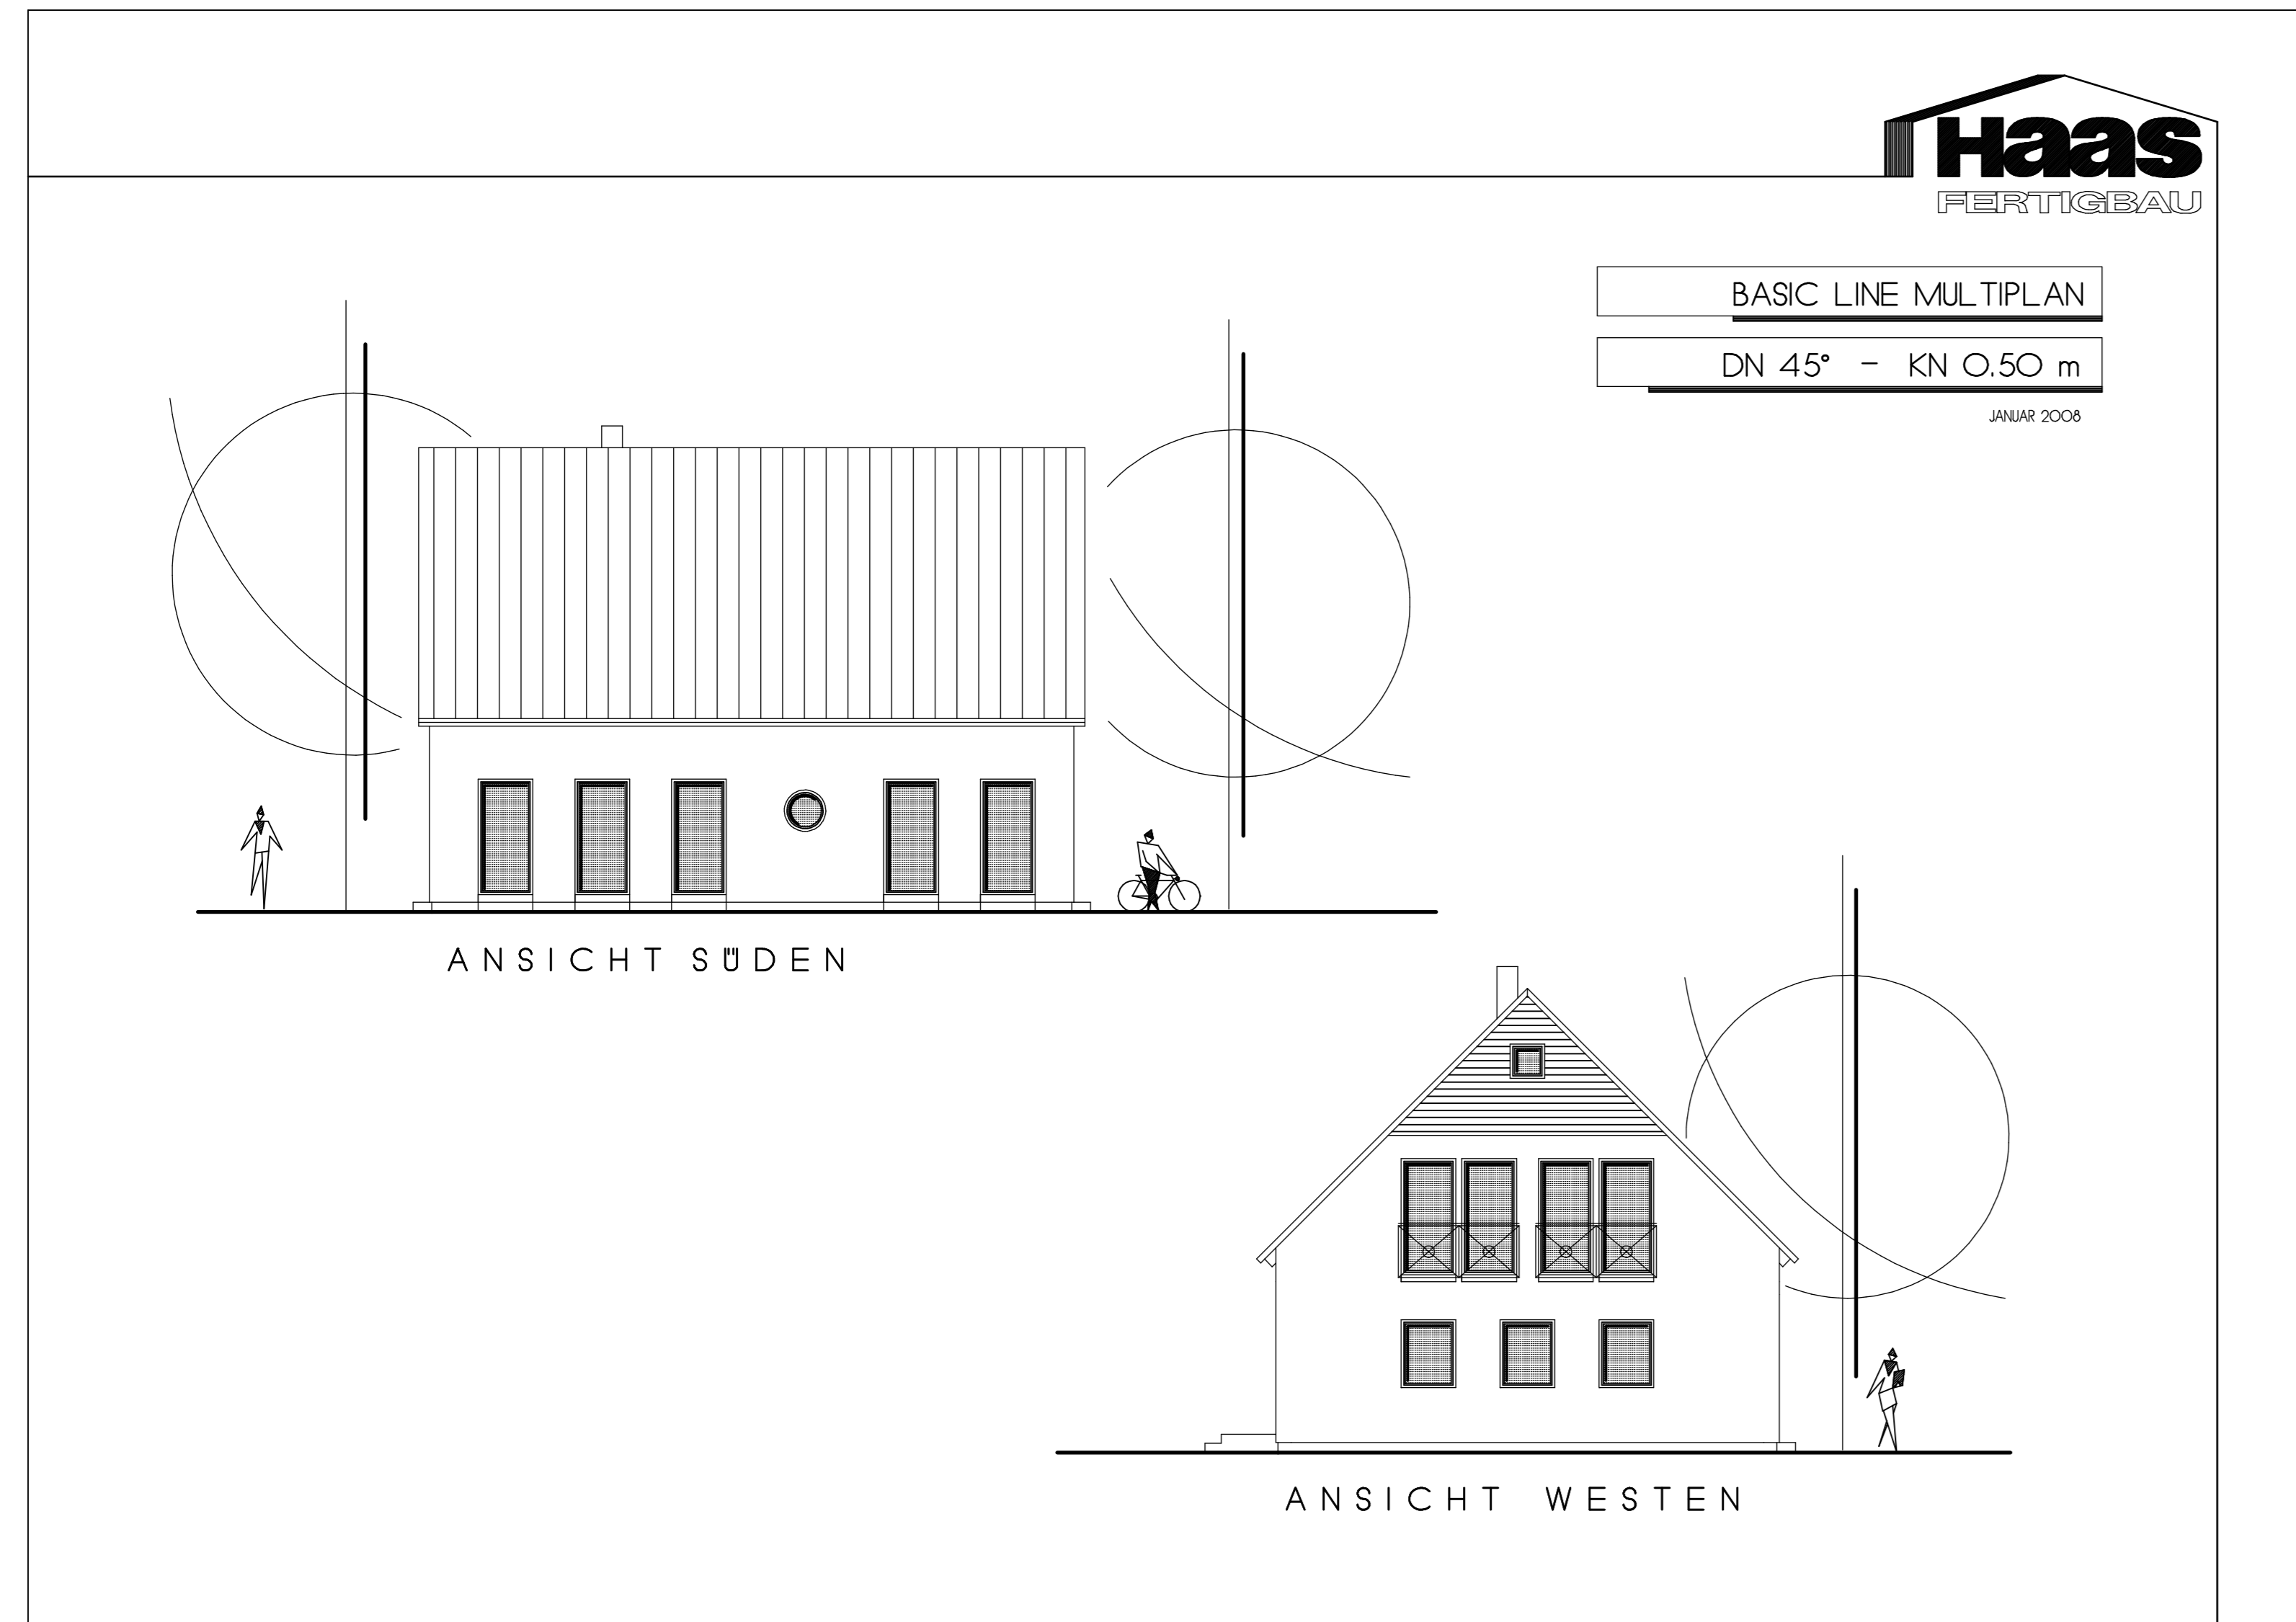 Haas
FERTIGBAU
BASIC LINE MULTIPLAN
DN 45° - KN 0.50 m
JANUAR 2008
ANSICHT SÜDEN
ANSICHT WESTEN